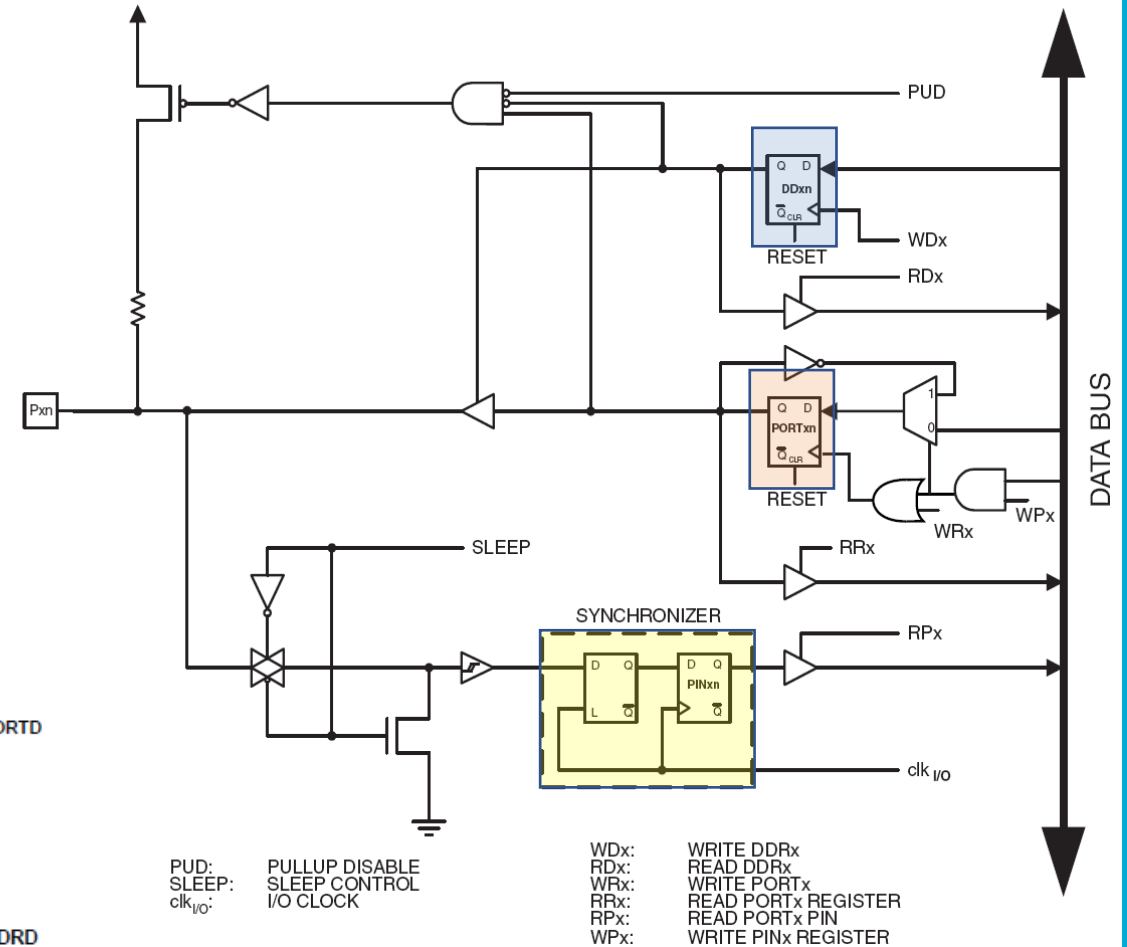 PUD
Q D
DDxn
Q CLR
WDx
RESET
RDx
Pxn
1
Q D
PORTxn
0
Q CLR
RESET
WPx
WRx
DATA BUS
SLEEP
RRx
SYNCHRONIZER
RPx
D Q
D Q
PINxn
L Q
Q
ORTD
clk I/O
PUD: PULLUP DISABLE
SLEEP: SLEEP CONTROL
clkI/O: I/O CLOCK
WDx: WRITE DDRx
RDx: READ DDRx
WRx: WRITE PORTx
RRx: READ PORTx REGISTER
RPx: READ PORTx PIN
WPx: WRITE PINx REGISTER
DRD